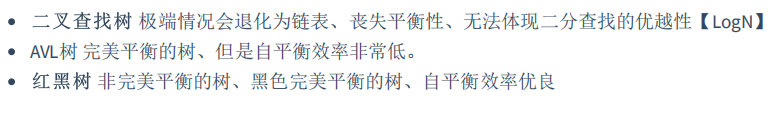 • 二叉查找树 极端情况会退化为链表、丧失平衡性、无法体现二分查找的优越性【LogN】
• AVL树 完美平衡的树、但是自平衡效率非常低。
• 红黑树 非完美平衡的树、黑色完美平衡的树、自平衡效率优良